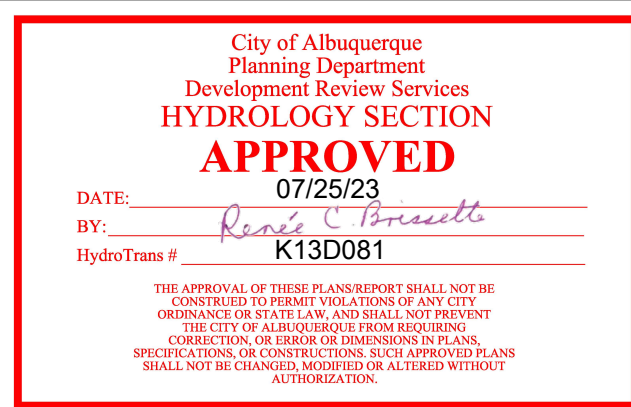 City of Albuquerque
Planning Department
Development Review Services
HYDROLOGY SECTION
APPROVED
DATE: 07/25/23
BY: Renée C. Brissette
HydroTrans # K13D081
THE APPROVAL OF THESE PLANS/REPORT SHALL NOT BE
CONSTRUED TO PERMIT VIOLATIONS OF ANY CITY
ORDINANCE OR STATE LAW, AND SHALL NOT PREVENT
THE CITY OF ALBUQUERQUE FROM REQUIRING
CORRECTION, OR ERROR OR DIMENSIONS IN PLANS,
SPECIFICATIONS, OR CONSTRUCTIONS. SUCH APPROVED PLANS
SHALL NOT BE CHANGED, MODIFIED OR ALTERED WITHOUT
AUTHORIZATION.